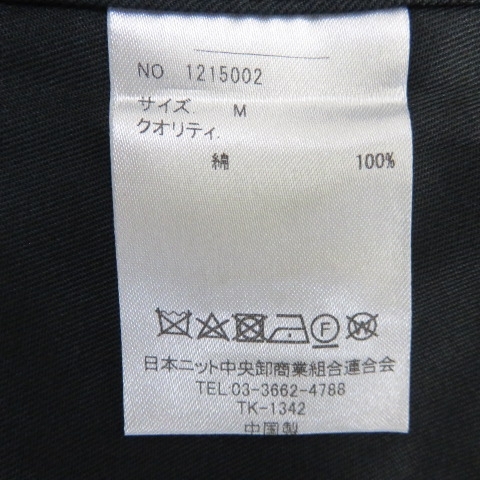 NO 1215002
サイズ. M
クオリティ.
綿 100%
F W
日本ニット中央卸商業組合連合会
TEL:03-3662-4788
TK-1342
中国製